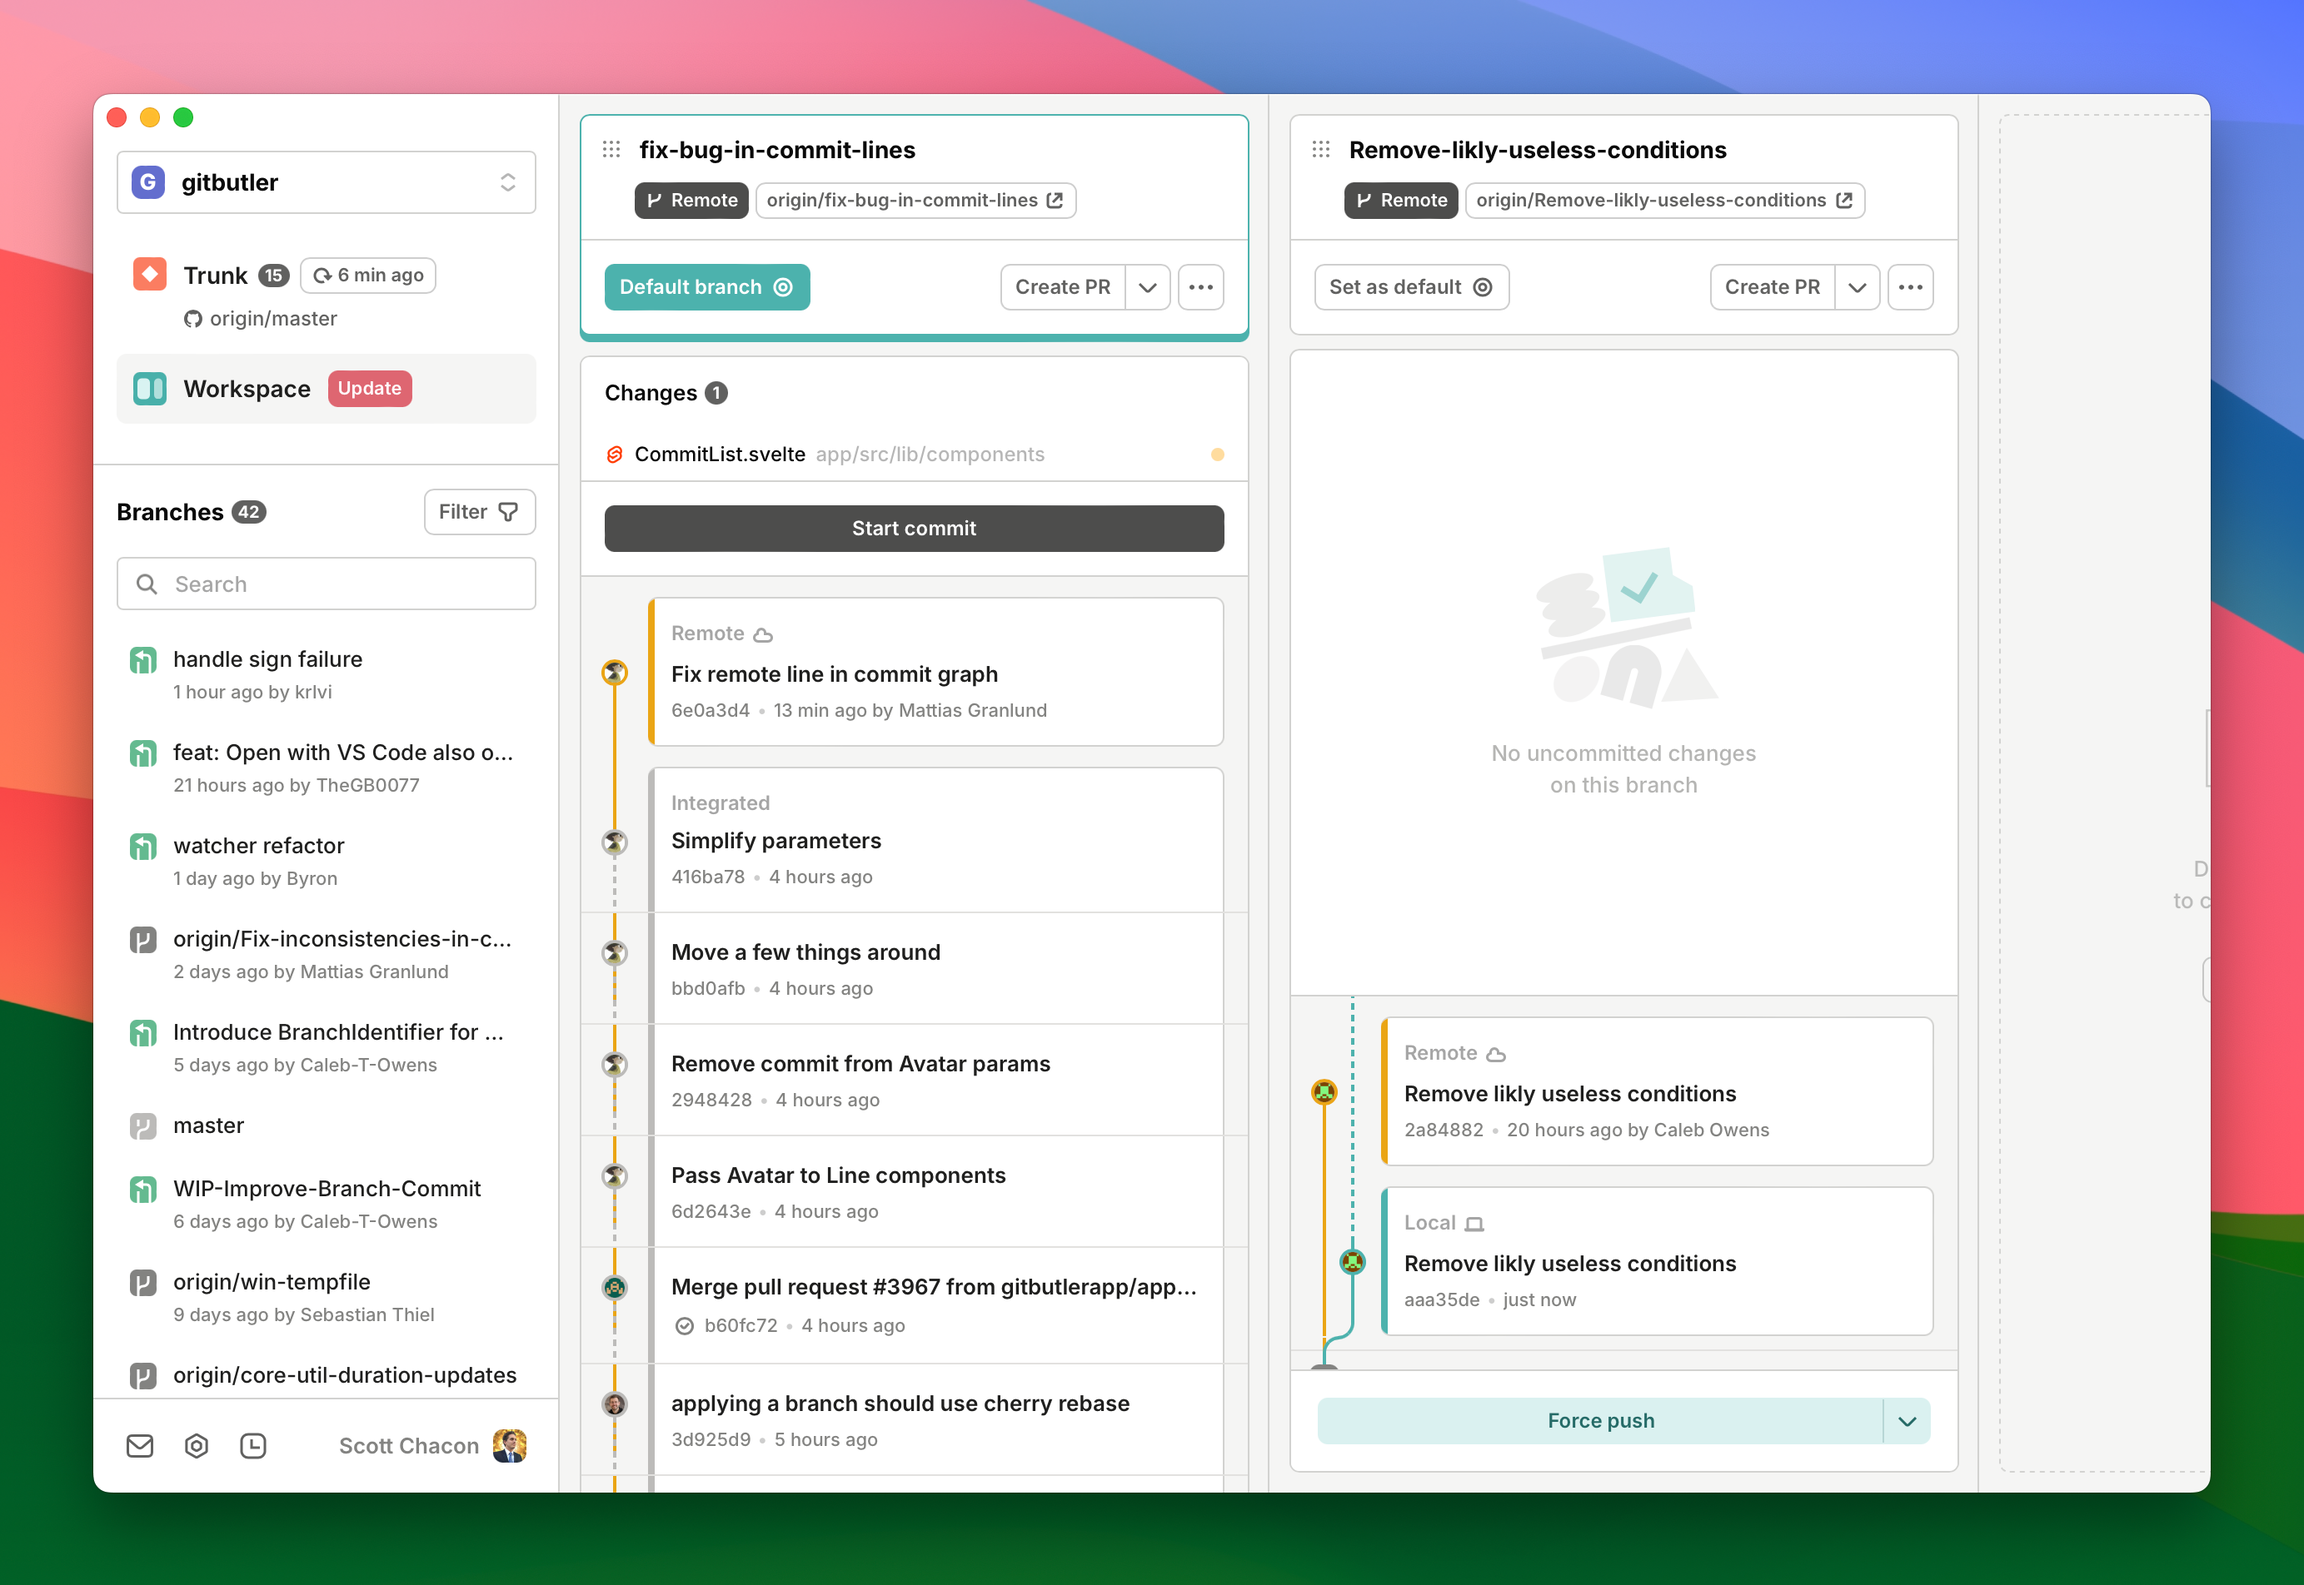 G gitbutler
Trunk 15 6 min ago
origin/master
Workspace Update
Branches 42 Filter
Search
handle sign failure
1 hour ago by krlvi
feat: Open with VS Code also o...
21 hours ago by TheGB0077
watcher refactor
1 day ago by Byron
origin/Fix-inconsistencies-in-c...
2 days ago by Mattias Granlund
Introduce BranchIdentifier for ...
5 days ago by Caleb-T-Owens
master
WIP-Improve-Branch-Commit
6 days ago by Caleb-T-Owens
origin/win-tempfile
9 days ago by Sebastian Thiel
origin/core-util-duration-updates
Scott Chacon
fix-bug-in-commit-lines
Remote origin/fix-bug-in-commit-lines
Default branch Create PR
Changes 1
CommitList.svelte app/src/lib/components
Start commit
Remote
Fix remote line in commit graph
6e0a3d4 • 13 min ago by Mattias Granlund
Integrated
Simplify parameters
416ba78 • 4 hours ago
Move a few things around
bbd0afb • 4 hours ago
Remove commit from Avatar params
2948428 • 4 hours ago
Pass Avatar to Line components
6d2643e • 4 hours ago
Merge pull request #3967 from gitbutlerapp/app...
b60fc72 • 4 hours ago
applying a branch should use cherry rebase
3d925d9 • 5 hours ago
Remove-likly-useless-conditions
Remote origin/Remove-likly-useless-conditions
Set as default Create PR
No uncommitted changes
on this branch
Remote
Remove likly useless conditions
2a84882 • 20 hours ago by Caleb Owens
Local
Remove likly useless conditions
aaa35de • just now
Force push
D
to c